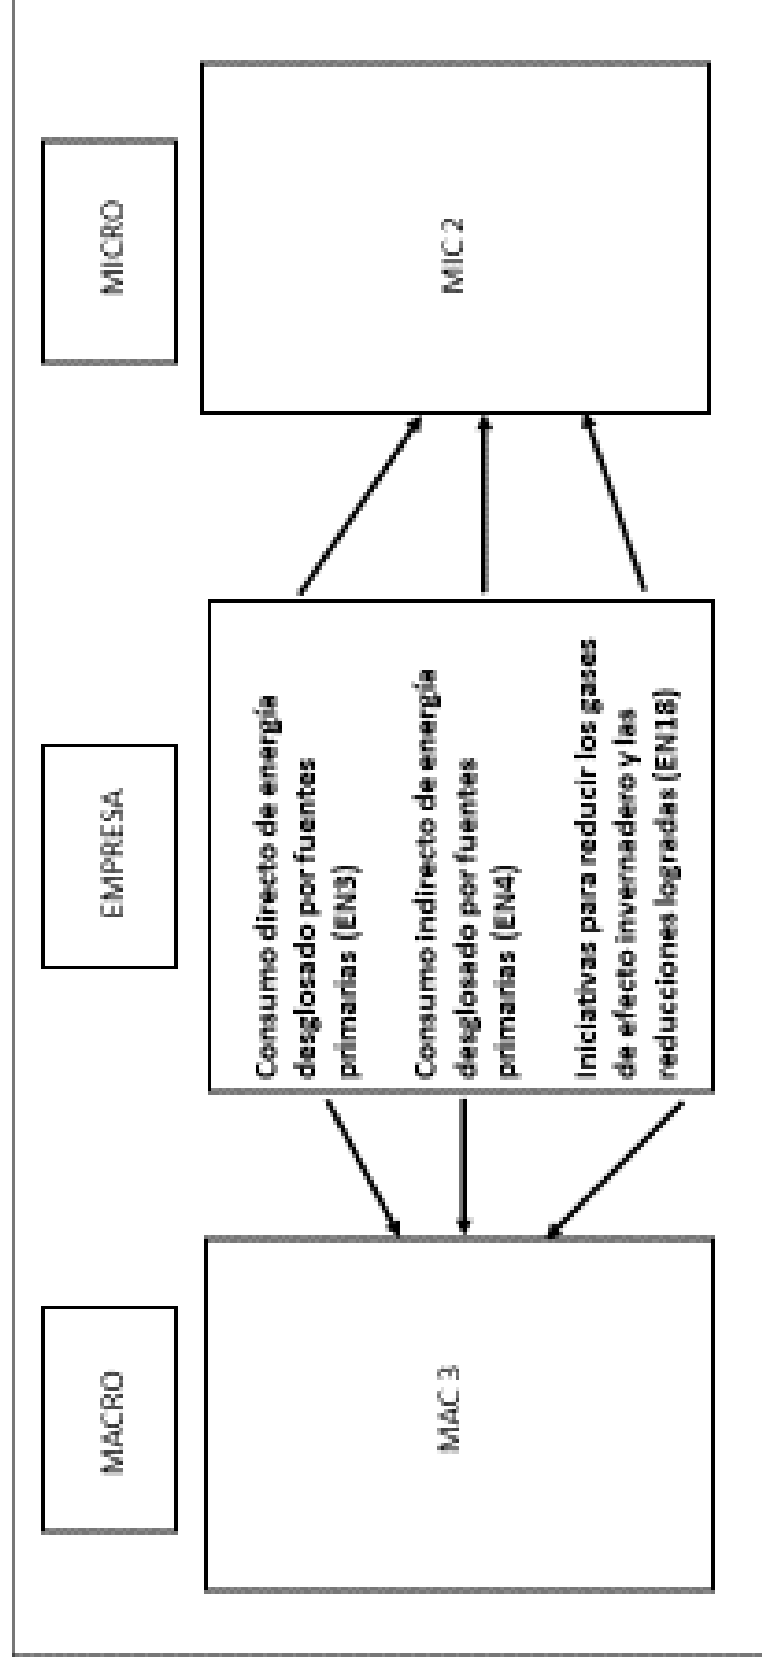 MACRO
EMPRESA
MICRO
MAC 3
Consumo directo de energía
desglosado por fuentes
primarias (EN3)
Consumo indirecto de energía
desglosado por fuentes
primarias (EN4)
Iniciativas para reducir los gases
de efecto invernadero y las
reducciones logradas (EN18)
MIC 2